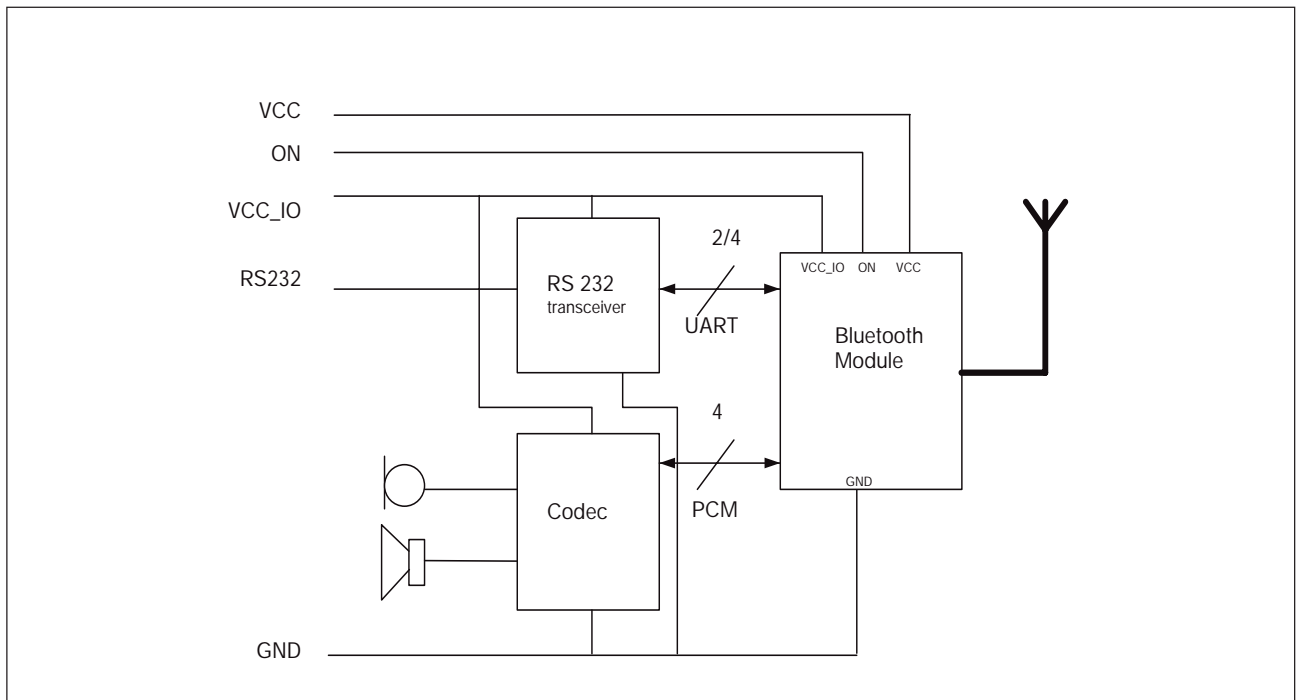 VCC
ON
VCC_IO
RS232
RS 232
transceiver
2/4
UART
VCC_IO ON VCC
Bluetooth
Module
GND
4
PCM
Codec
GND